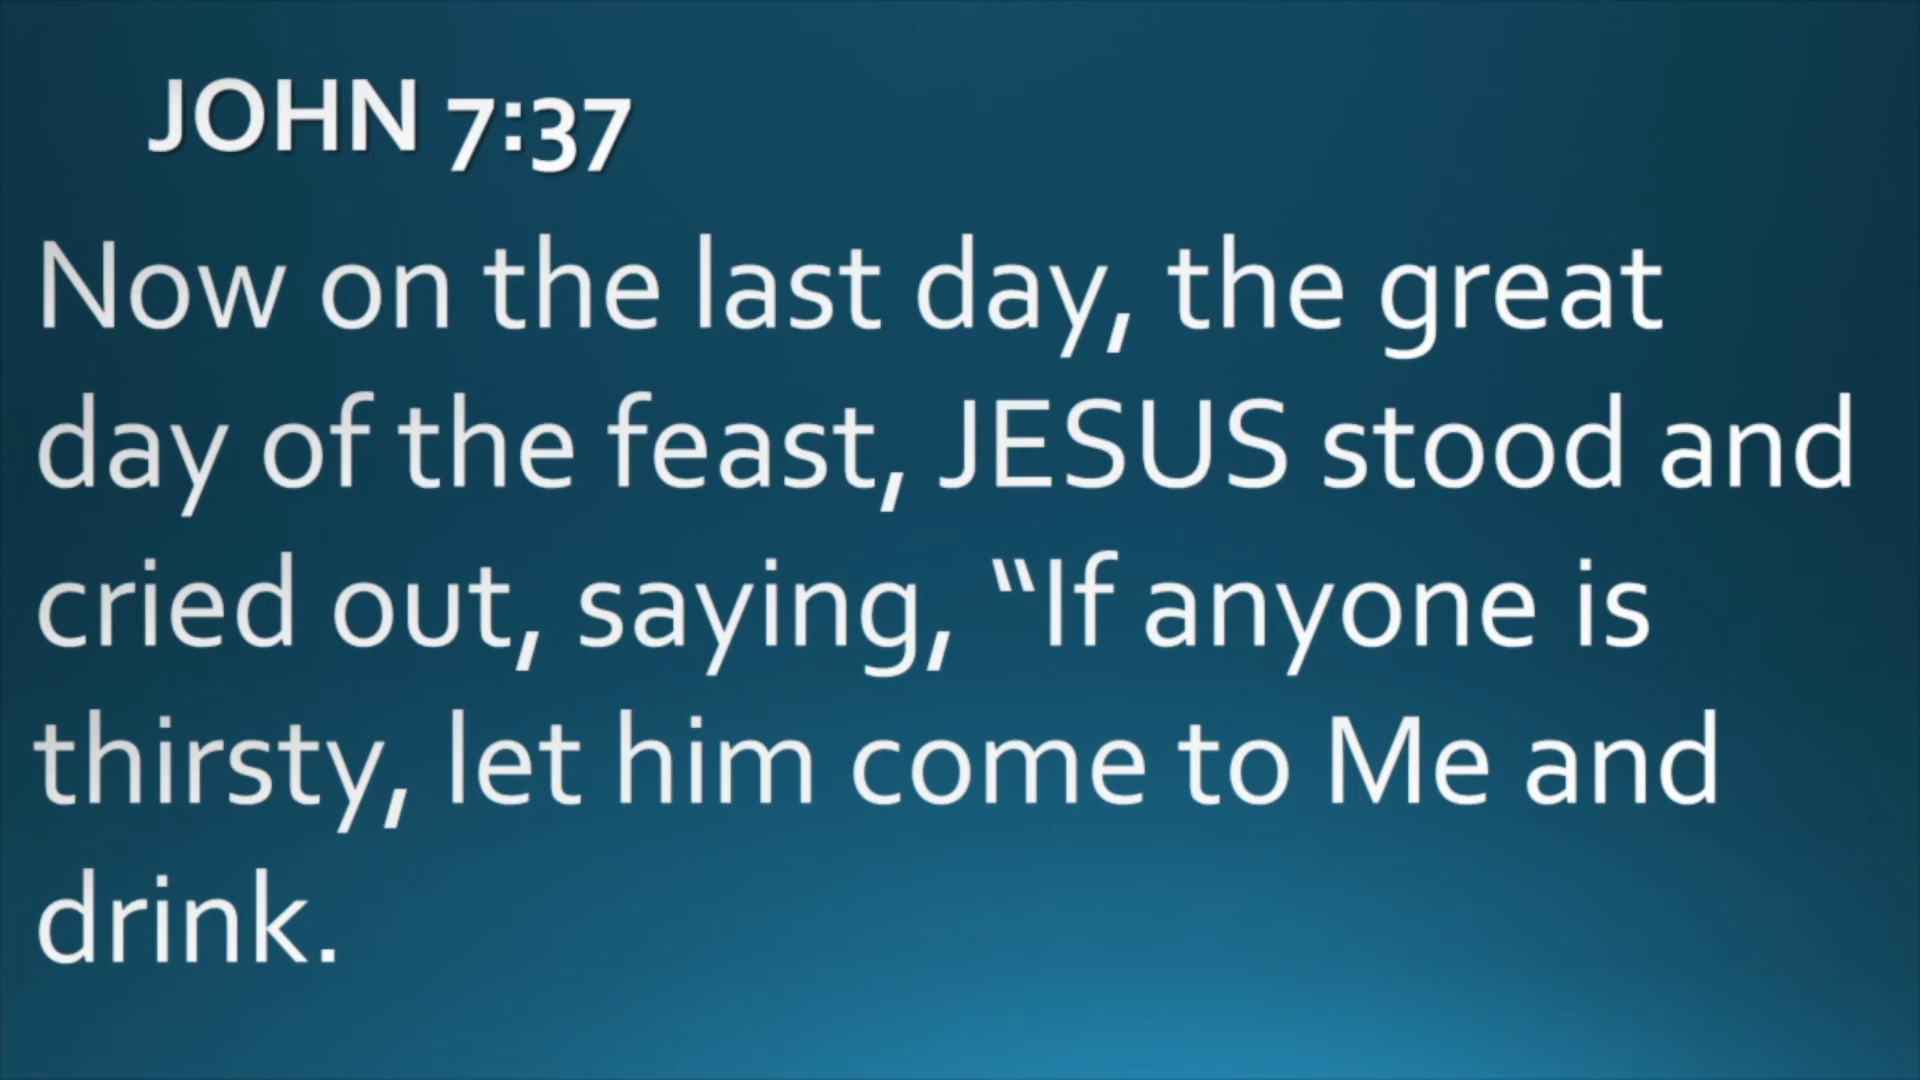 JOHN 7:37
Now on the last day, the great
day of the feast, JESUS stood and
cried out, saying, “If anyone is
thirsty, let him come to Me and
drink.